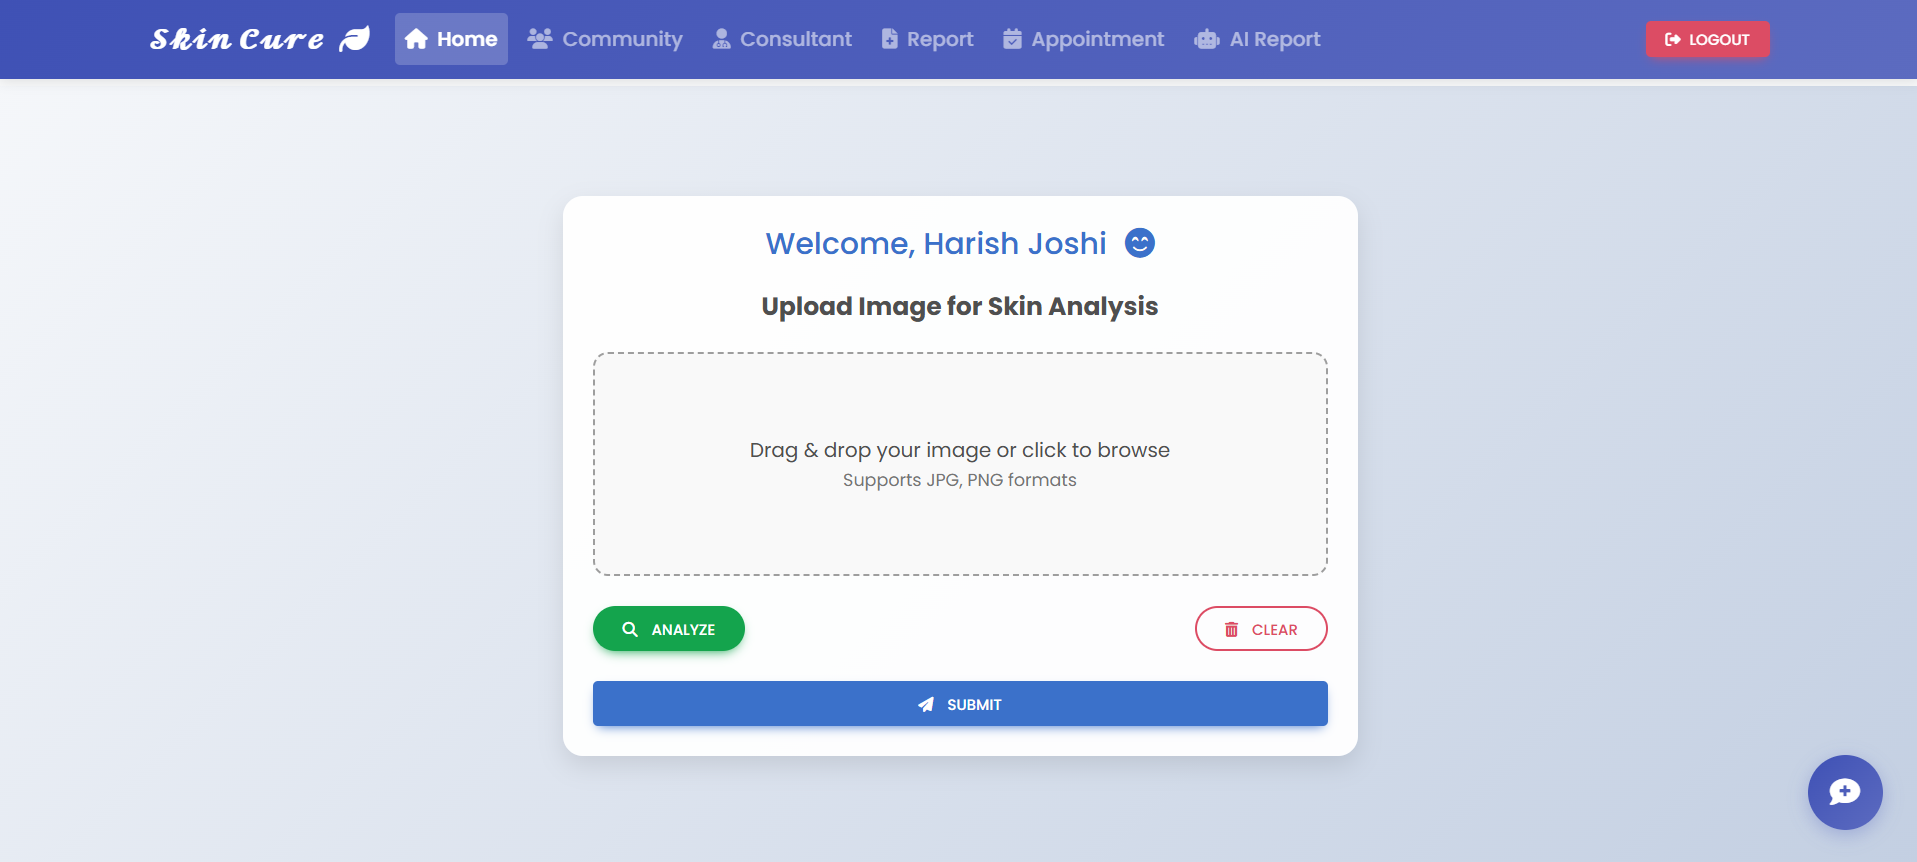 Skin Cure Home Community Consultant Report Appointment AI Report LOGOUT
Welcome, Harish Joshi
Upload Image for Skin Analysis
Drag & drop your image or click to browse
Supports JPG, PNG formats
ANALYZE CLEAR
SUBMIT